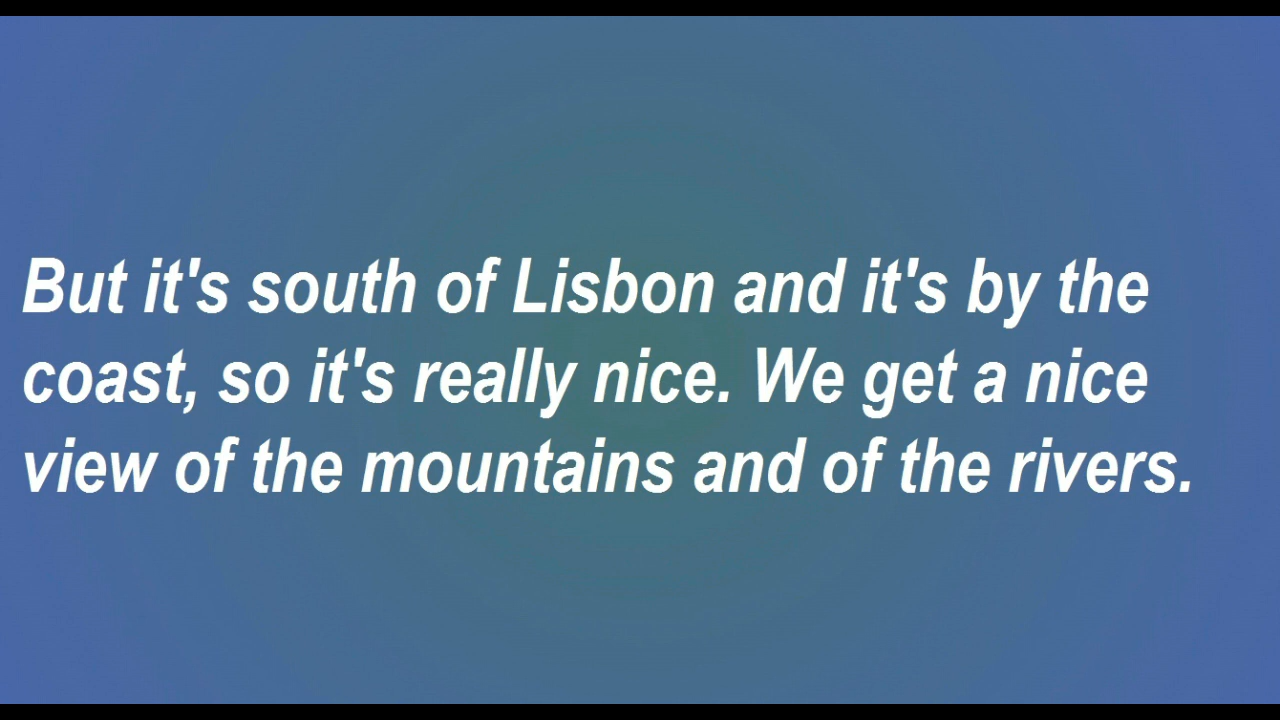 But it's south of Lisbon and it's by the
coast, so it's really nice. We get a nice
view of the mountains and of the rivers.